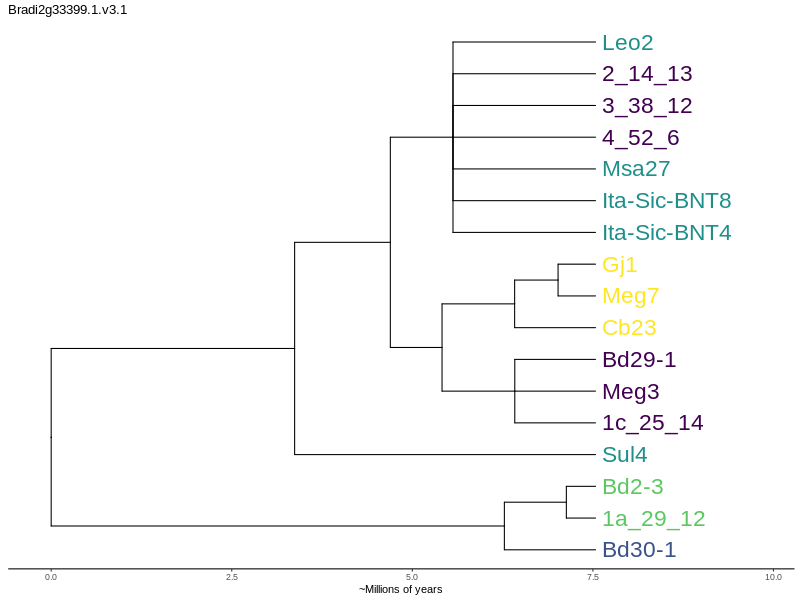 Bradi2g33399.1.v3.1
Leo2
2_14_13
3_38_12
4_52_6
Msa27
Ita-Sic-BNT8
Ita-Sic-BNT4
Gj1
Meg7
Cb23
Bd29-1
Meg3
1c_25_14
Sul4
Bd2-3
1a_29_12
Bd30-1
0.0 2.5 5.0 7.5 10.0
~Millions of years